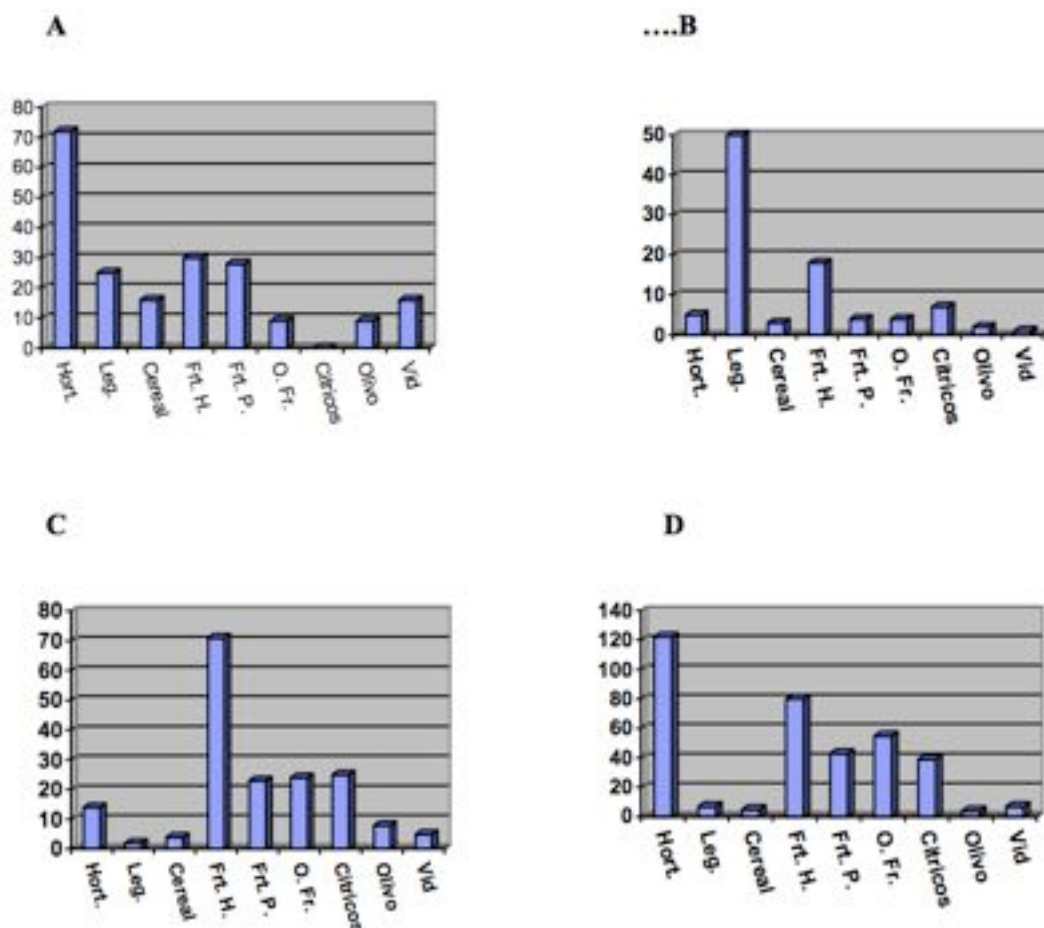 A
....B
80
70
60
50
40
30
20
10
0
Hort.
Leg.
Cereal
Frt. H.
Frt. P.
O. Fr.
Cítricos
Olivo
Vid
50
40
30
20
10
0
Hort.
Leg.
Cereal
Frt. H.
Frt. P.
O. Fr.
Cítricos
Olivo
Vid
C
D
80
70
60
50
40
30
20
10
0
Hort.
Leg.
Cereal
Frt. H.
Frt. P.
O. Fr.
Cítricos
Olivo
Vid
140
120
100
80
60
40
20
0
Hort.
Leg.
Cereal
Frt. H.
Frt. P.
O. Fr.
Cítricos
Olivo
Vid